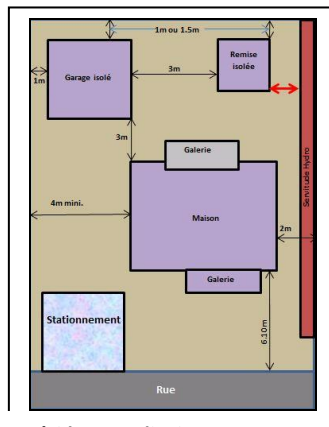 1m ou 1.5m
Remise
isolée
Garage isolé
1m
3m
3m
Galerie
Servitude Hydro
4m mini.
Maison
2m
Galerie
6.10m
Stationnement
Rue